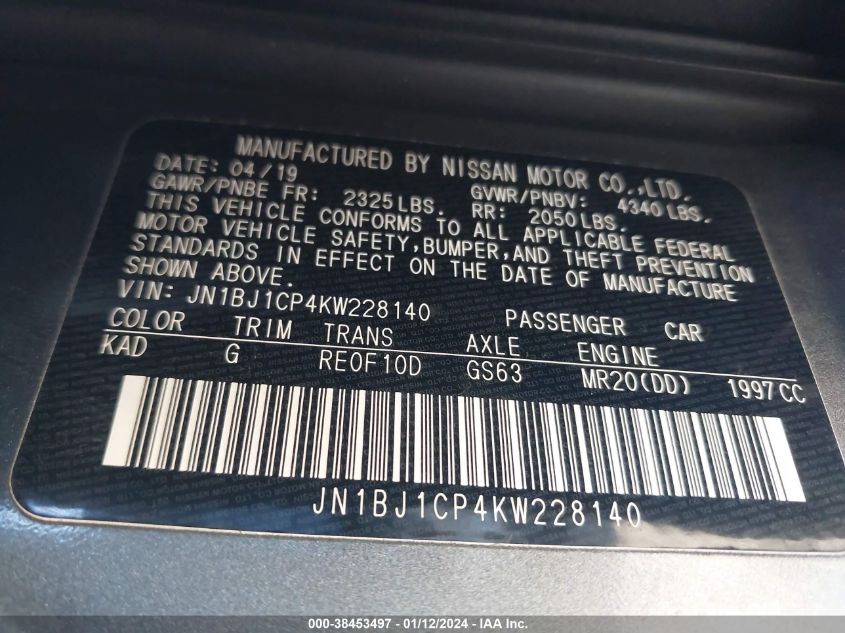 MANUFACTURED BY NISSAN MOTOR CO.,LTD.
DATE: 04/19
GAWR/PNBE FR: 2325LBS. GVWR/PNBV: 4340LBS.
RR: 2050LBS.
THIS VEHICLE CONFORMS TO ALL APPLICABLE FEDERAL
MOTOR VEHICLE SAFETY,BUMPER,AND THEFT PREVENTION
STANDARDS IN EFFECT ON THE DATE OF MANUFACTURE
SHOWN ABOVE.
VIN: JN1BJ1CP4KW228140 PASSENGER CAR
COLOR TRIM TRANS AXLE ENGINE
KAD G RE0F10D GS63 MR20(DD) 1997CC
JN1BJ1CP4KW228140
000-38453497 - 01/12/2024 - IAA Inc.